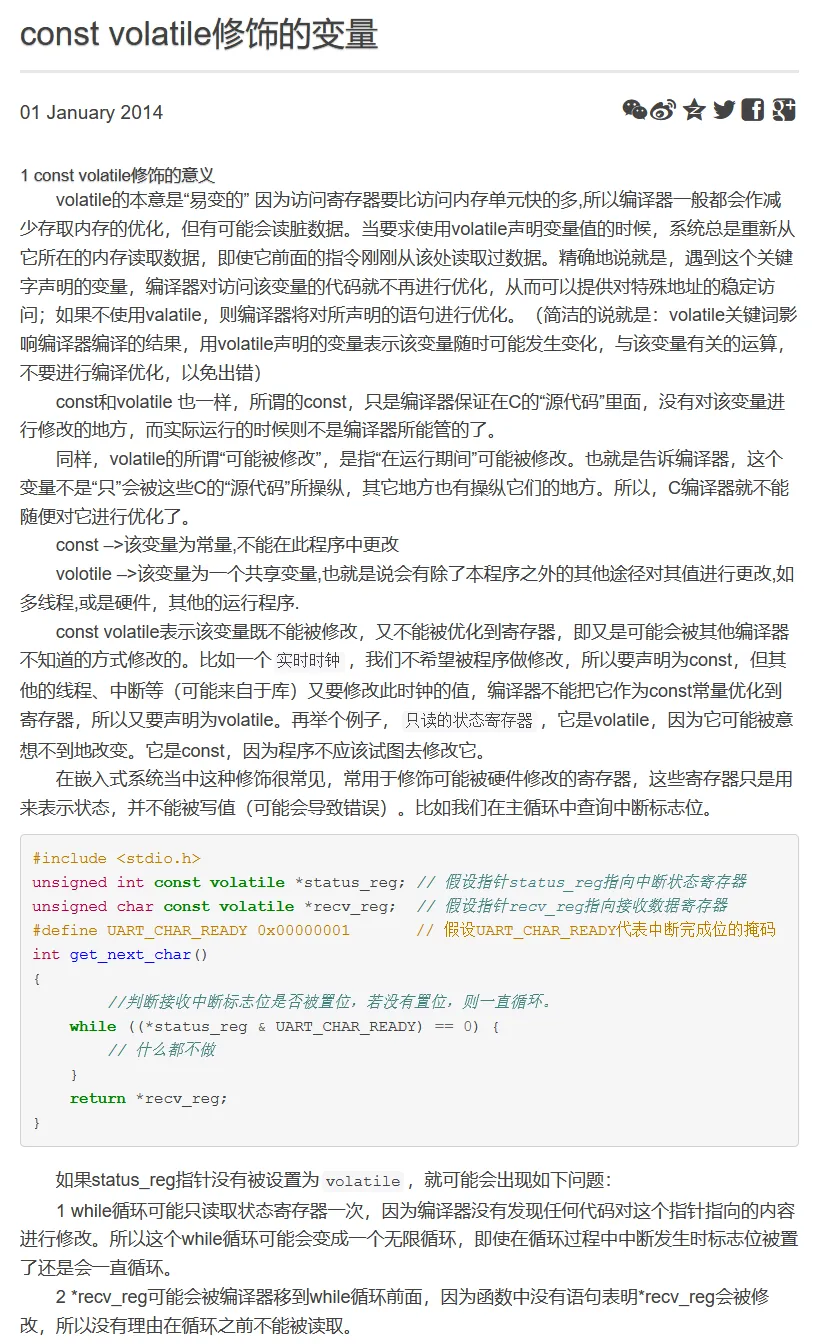 const volatile修饰的变量
01 January 2014
1 const volatile修饰的意义
volatile的本意是“易变的” 因为访问寄存器要比访问内存单元快的多,所以编译器一般都会作减
少存取内存的优化，但有可能会读脏数据。当要求使用volatile声明变量值的时候，系统总是重新从
它所在的内存读取数据，即使它前面的指令刚刚从该处读取过数据。精确地说就是，遇到这个关键
字声明的变量，编译器对访问该变量的代码就不再进行优化，从而可以提供对特殊地址的稳定访
问；如果不使用valatile，则编译器将对所声明的语句进行优化。（简洁的说就是：volatile关键词影
响编译器编译的结果，用volatile声明的变量表示该变量随时可能发生变化，与该变量有关的运算，
不要进行编译优化，以免出错）
const和volatile 也一样，所谓的const，只是编译器保证在C的“源代码”里面，没有对该变量进
行修改的地方，而实际运行的时候则不是编译器所能管的了。
同样，volatile的所谓“可能被修改”，是指“在运行期间”可能被修改。也就是告诉编译器，这个
变量不是“只”会被这些C的“源代码”所操纵，其它地方也有操纵它们的地方。所以，C编译器就不能
随便对它进行优化了。
const –>该变量为常量,不能在此程序中更改
volotile –>该变量为一个共享变量,也就是说会有除了本程序之外的其他途径对其值进行更改,如
多线程,或是硬件，其他的运行程序.
const volatile表示该变量既不能被修改，又不能被优化到寄存器，即又是可能会被其他编译器
不知道的方式修改的。比如一个 实时时钟 ，我们不希望被程序做修改，所以要声明为const，但其
他的线程、中断等（可能来自于库）又要修改此时钟的值，编译器不能把它作为const常量优化到
寄存器，所以又要声明为volatile。再举个例子， 只读的状态寄存器 ，它是volatile，因为它可能被意
想不到地改变。它是const，因为程序不应该试图去修改它。
在嵌入式系统当中这种修饰很常见，常用于修饰可能被硬件修改的寄存器，这些寄存器只是用
来表示状态，并不能被写值（可能会导致错误）。比如我们在主循环中查询中断标志位。
#include <stdio.h>
unsigned int const volatile *status_reg; // 假设指针status_reg指向中断状态寄存器
unsigned char const volatile *recv_reg;  // 假设指针recv_reg指向接收数据寄存器
#define UART_CHAR_READY 0x00000001       // 假设UART_CHAR_READY代表中断完成位的掩码
int get_next_char()
{
        //判断接收中断标志位是否被置位，若没有置位，则一直循环。
    while ((*status_reg & UART_CHAR_READY) == 0) {
        // 什么都不做
    }
    return *recv_reg;
}
如果status_reg指针没有被设置为 volatile ，就可能会出现如下问题：
1 while循环可能只读取状态寄存器一次，因为编译器没有发现任何代码对这个指针指向的内容
进行修改。所以这个while循环可能会变成一个无限循环，即使在循环过程中中断发生时标志位被置
了还是会一直循环。
2 *recv_reg可能会被编译器移到while循环前面，因为函数中没有语句表明*recv_reg会被修
改，所以没有理由在循环之前不能被读取。